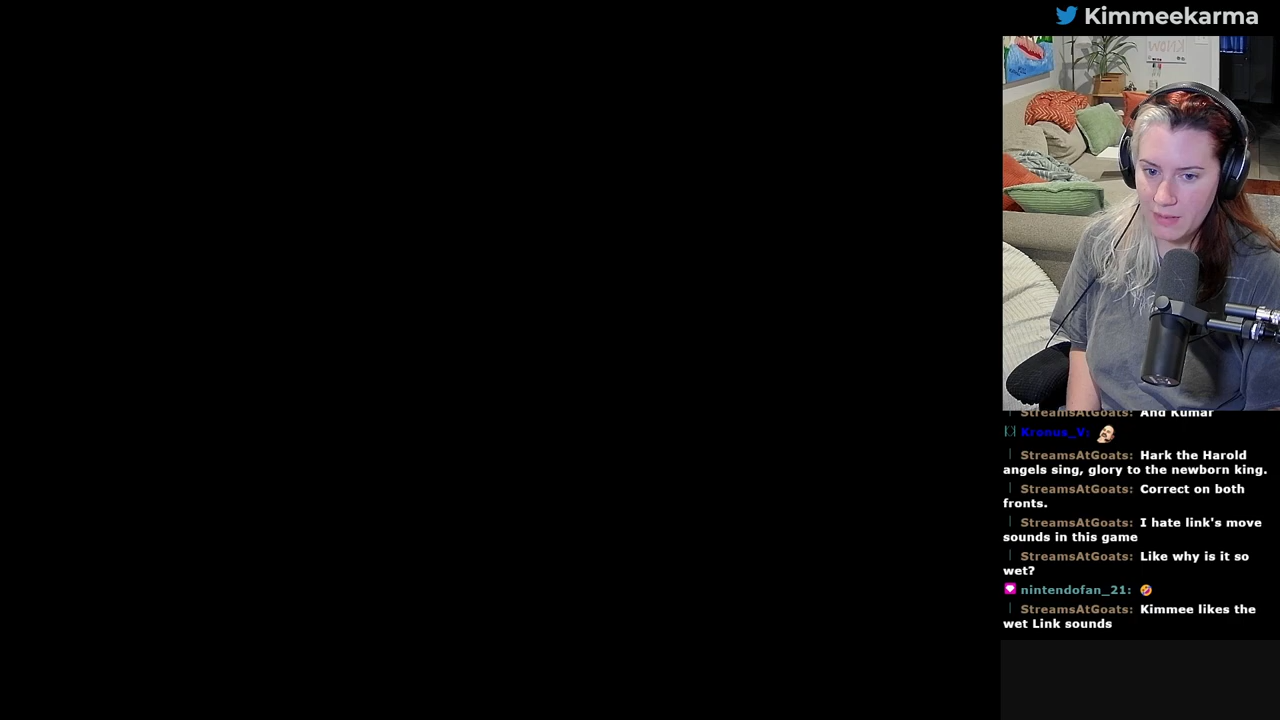 Kimmeekarma
KNOW
StreamsAtGoats: And Kumar
Kronus_V:
StreamsAtGoats: Hark the Harold
angels sing, glory to the newborn king.
StreamsAtGoats: Correct on both
fronts.
StreamsAtGoats: I hate link's move
sounds in this game
StreamsAtGoats: Like why is it so
wet?
nintendofan_21:
StreamsAtGoats: Kimmee likes the
wet Link sounds